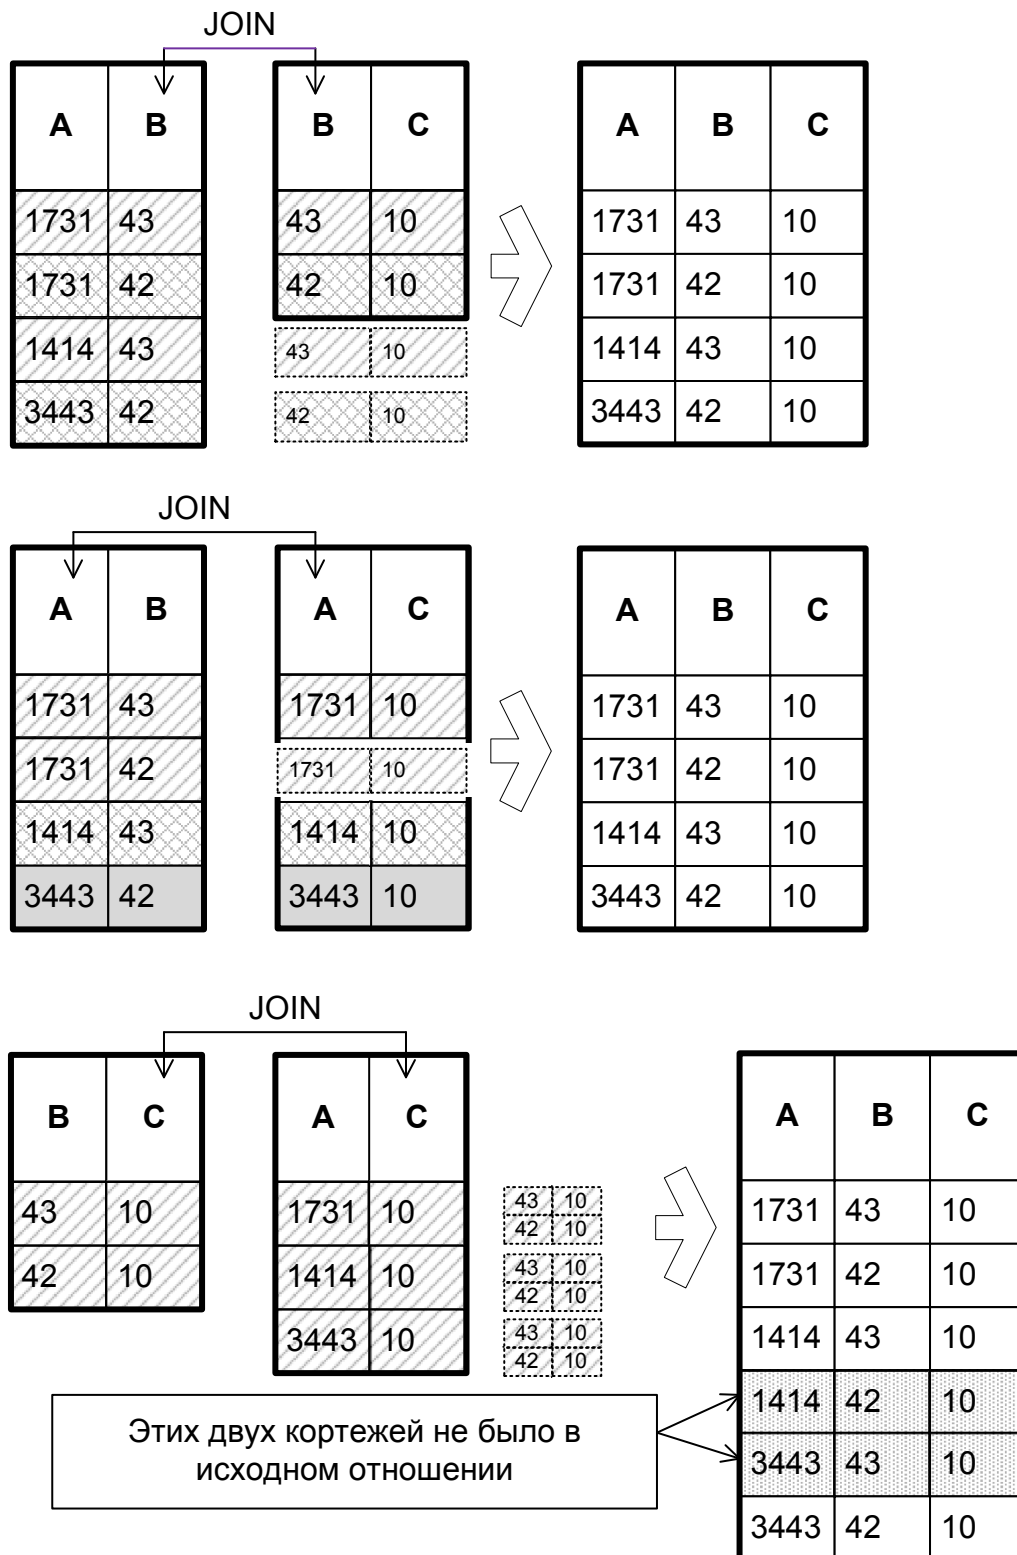 JOIN
A B B C A B C
1731 43 43 10 1731 43 10
1731 42 42 10 1731 42 10
1414 43 43 10 1414 43 10
3443 42 42 10 3443 42 10
JOIN
A B A C A B C
1731 43 1731 10 1731 43 10
1731 42 1731 10 1731 42 10
1414 43 1414 10 1414 43 10
3443 42 3443 10 3443 42 10
JOIN
B C A C A B C
43 10 1731 10 43 10 1731 43 10
42 10
42 10 1414 10 43 10 1731 42 10
42 10
3443 10 43 10 1414 43 10
42 10
1414 42 10
Этих двух кортежей не было в
исходном отношении
3443 43 10
3443 42 10